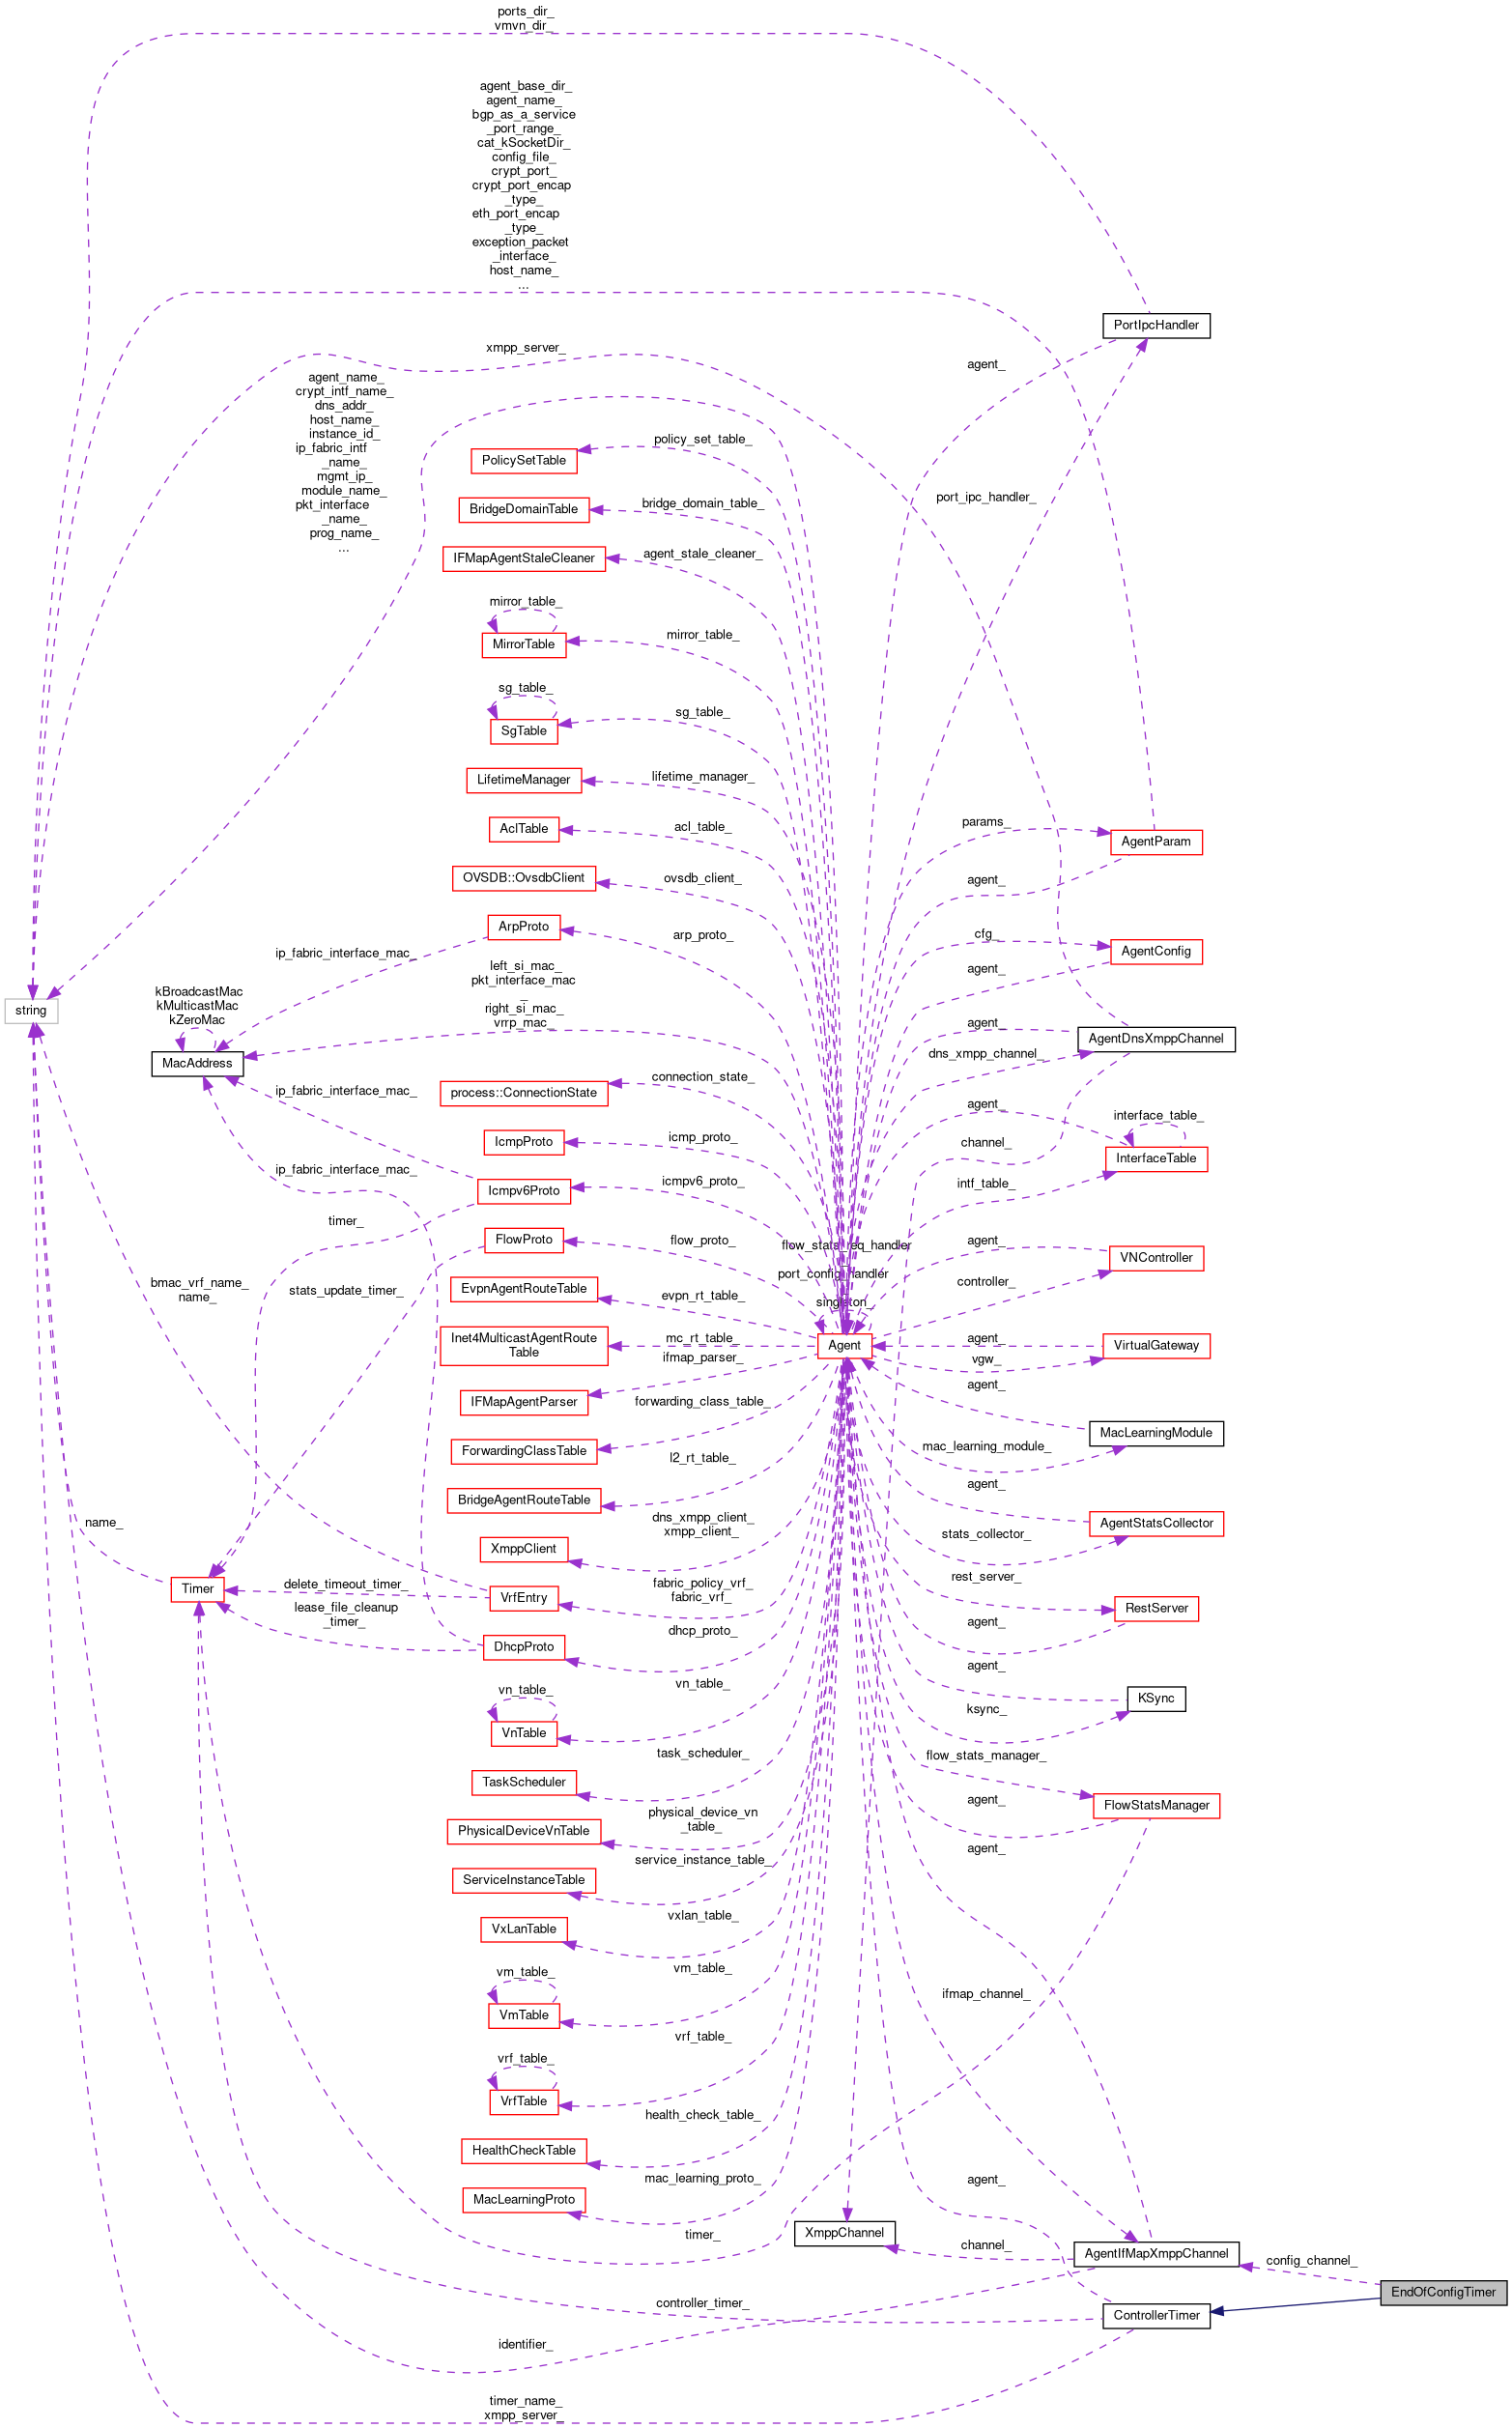 ports_dir_
vmvn_dir_
agent_base_dir_
agent_name_
bgp_as_a_service
_port_range_
cat_kSocketDir_
config_file_
crypt_port_
crypt_port_encap
_type_
eth_port_encap
_type_
exception_packet
_interface_
host_name_
...
PortIpcHandler
xmpp_server_
agent_
agent_name_
crypt_intf_name_
dns_addr_
host_name_
instance_id_
ip_fabric_intf
_name_
mgmt_ip_
module_name_
pkt_interface
_name_
prog_name_
...
policy_set_table_
PolicySetTable
port_ipc_handler_
bridge_domain_table_
BridgeDomainTable
agent_stale_cleaner_
IFMapAgentStaleCleaner
mirror_table_
mirror_table_
MirrorTable
sg_table_
sg_table_
SgTable
lifetime_manager_
LifetimeManager
params_
acl_table_
AclTable
AgentParam
ovsdb_client_
OVSDB::OvsdbClient
agent_
ArpProto
arp_proto_
cfg_
AgentConfig
ip_fabric_interface_mac_
left_si_mac_
pkt_interface_mac
_
right_si_mac_
vrrp_mac_
agent_
kBroadcastMac
kMulticastMac
kZeroMac
string
agent_
AgentDnsXmppChannel
MacAddress
dns_xmpp_channel_
connection_state_
process::ConnectionState
ip_fabric_interface_mac_
agent_
interface_table_
icmp_proto_
IcmpProto
channel_
InterfaceTable
ip_fabric_interface_mac_
icmpv6_proto_
Icmpv6Proto
intf_table_
timer_
FlowProto
flow_proto_
flow_stats_req_handler
agent_
VNController
port_config_handler
bmac_vrf_name_
name_
stats_update_timer_
EvpnAgentRouteTable
evpn_rt_table_
controller_
singleton_
Inet4MulticastAgentRoute
Table
mc_rt_table_
Agent
agent_
VirtualGateway
ifmap_parser_
vgw_
IFMapAgentParser
forwarding_class_table_
agent_
MacLearningModule
ForwardingClassTable
l2_rt_table_
mac_learning_module_
BridgeAgentRouteTable
agent_
name_
dns_xmpp_client_
xmpp_client_
AgentStatsCollector
XmppClient
stats_collector_
Timer
delete_timeout_timer_
VrfEntry
fabric_policy_vrf_
fabric_vrf_
rest_server_
RestServer
lease_file_cleanup
_timer_
DhcpProto
dhcp_proto_
agent_
vn_table_
vn_table_
VnTable
agent_
KSync
ksync_
task_scheduler_
TaskScheduler
flow_stats_manager_
physical_device_vn
_table_
PhysicalDeviceVnTable
agent_
FlowStatsManager
service_instance_table_
ServiceInstanceTable
agent_
vxlan_table_
VxLanTable
vm_table_
vm_table_
VmTable
ifmap_channel_
vrf_table_
vrf_table_
VrfTable
health_check_table_
HealthCheckTable
mac_learning_proto_
MacLearningProto
agent_
timer_
XmppChannel
channel_
AgentIfMapXmppChannel
config_channel_
EndOfConfigTimer
controller_timer_
ControllerTimer
identifier_
timer_name_
xmpp_server_